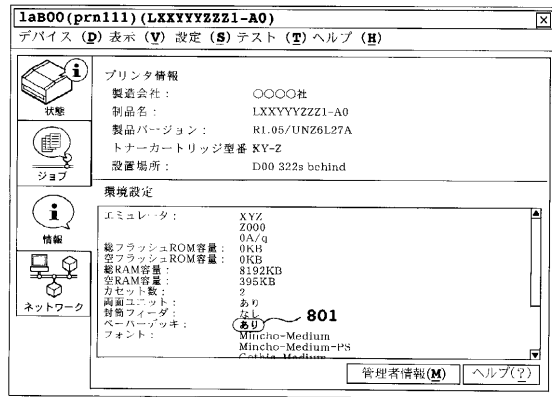 laB00(prn111)(LXXYYYZZZ1-A0)
デバイス (D) 表示 (V) 設定 (S) テスト (T) ヘルプ (H)
状態
ジョブ
情報
ネットワーク
プリンタ情報
製造会社： ○○○○社
制品名： LXXYYYZZZ1-A0
製品バージョン： R1.05/UNZ6L27A
トナーカートリッジ型番 KY-Z
設置場所： D00 322s behind
環境設定
エミュレータ： XYZ
Z000
0A/q
総フラッシュROM容量： 0KB
空フラッシュROM容量： 0KB
総RAM容量： 8192KB
空RAM容量： 395KB
カセット数： 2
両面ユニット： あり
封筒フィーダ： なし
ペーパーデッキ： あり 801
フォント： Mincho-Medium
Mincho-Medium-PS
Gothic-Medium
管理者情報(M) ヘルプ(?)